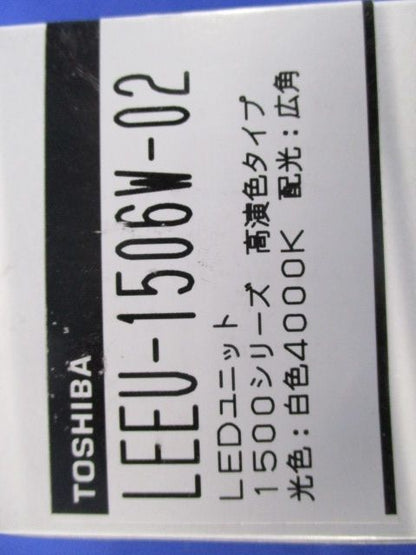 TOSHIBA
LEEU-1506W-02
LEDユニット
1500シリーズ 高演色タイプ
光色：白色4000K 配光：広角